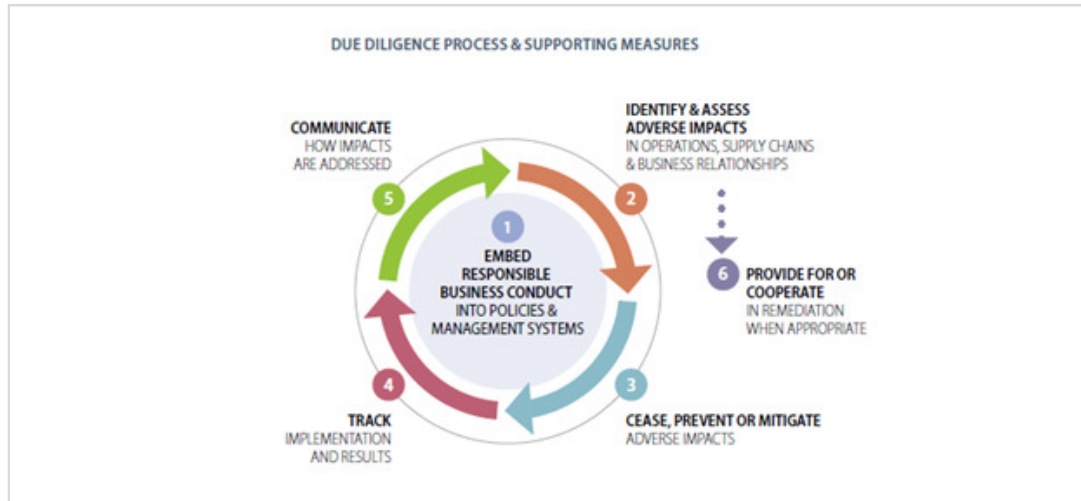 DUE DILIGENCE PROCESS & SUPPORTING MEASURES
1
EMBED
RESPONSIBLE
BUSINESS CONDUCT
INTO POLICIES &
MANAGEMENT SYSTEMS
2
IDENTIFY & ASSESS
ADVERSE IMPACTS
IN OPERATIONS, SUPPLY CHAINS
& BUSINESS RELATIONSHIPS
3
CEASE, PREVENT OR MITIGATE
ADVERSE IMPACTS
4
TRACK
IMPLEMENTATION
AND RESULTS
5
COMMUNICATE
HOW IMPACTS
ARE ADDRESSED
6
PROVIDE FOR OR
COOPERATE
IN REMEDIATION
WHEN APPROPRIATE